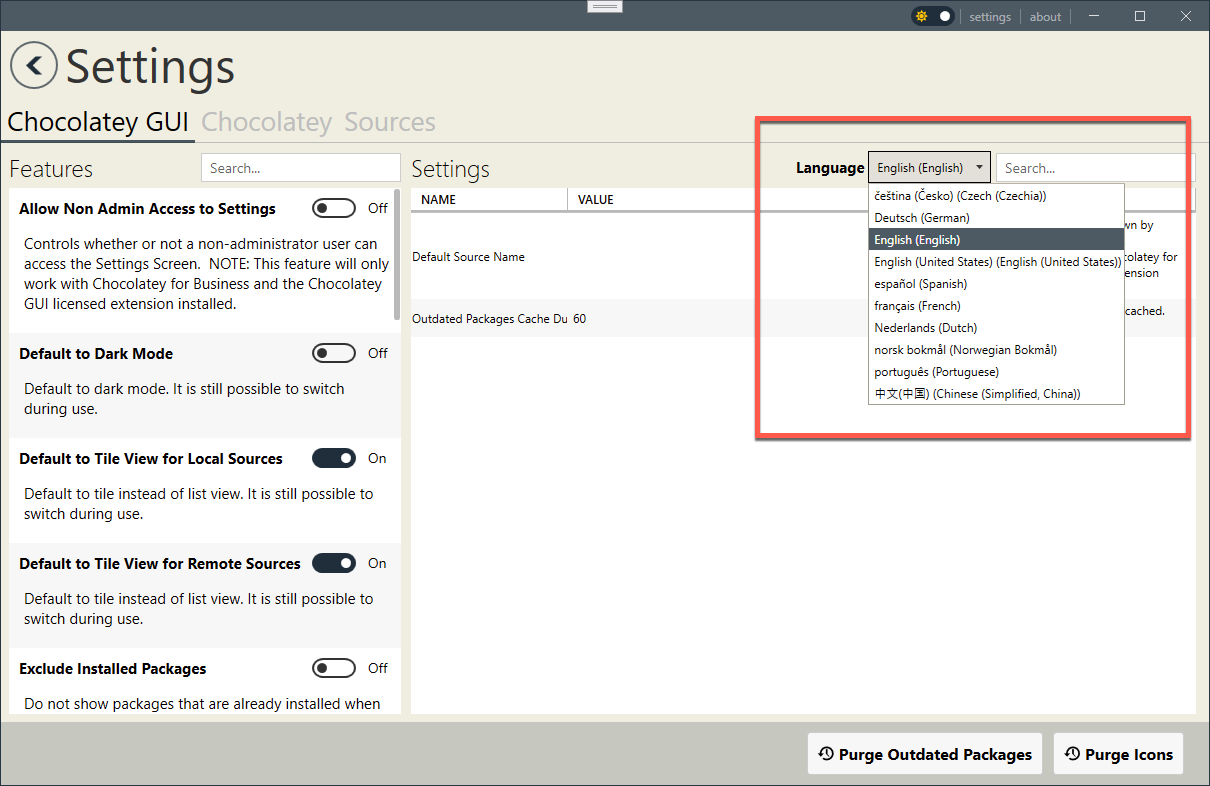 settings about
Settings
Chocolatey GUI Chocolatey Sources
Features Search...
Allow Non Admin Access to Settings Off
Controls whether or not a non-administrator user can
access the Settings Screen. NOTE: This feature will only
work with Chocolatey for Business and the Chocolatey
GUI licensed extension installed.
Default to Dark Mode Off
Default to dark mode. It is still possible to switch
during use.
Default to Tile View for Local Sources On
Default to tile instead of list view. It is still possible to
switch during use.
Default to Tile View for Remote Sources On
Default to tile instead of list view. It is still possible to
switch during use.
Exclude Installed Packages Off
Do not show packages that are already installed when
Settings Language English (English) Search...
NAME VALUE
Default Source Name
Outdated Packages Cache Du 60
čeština (Česko) (Czech (Czechia))
Deutsch (German)
English (English)
English (United States) (English (United States))
español (Spanish)
français (French)
Nederlands (Dutch)
norsk bokmål (Norwegian Bokmål)
português (Portuguese)
中文(中国) (Chinese (Simplified, China))
by
for
cached.
Purge Outdated Packages Purge Icons